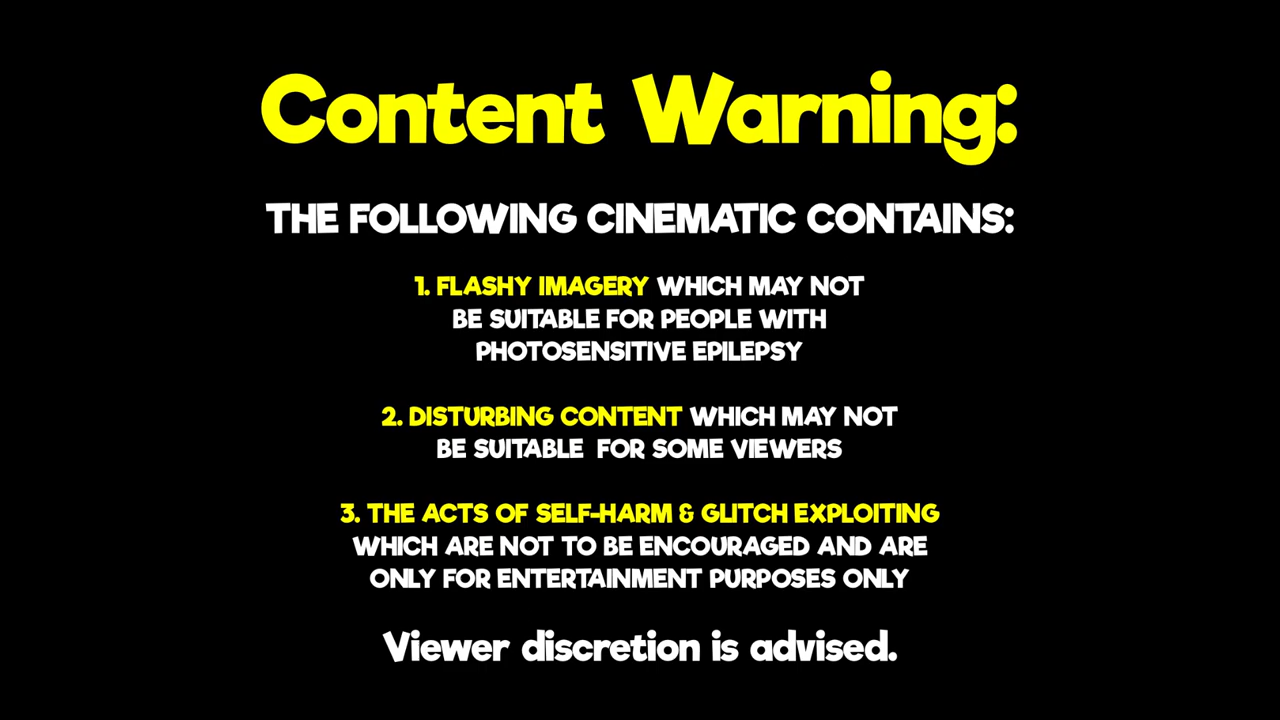 Content Warning:
THE FOLLOWING CINEMATIC CONTAINS:
1. FLASHY IMAGERY WHICH MAY NOT
BE SUITABLE FOR PEOPLE WITH
PHOTOSENSITIVE EPILEPSY
2. DISTURBING CONTENT WHICH MAY NOT
BE SUITABLE FOR SOME VIEWERS
3. THE ACTS OF SELF-HARM & GLITCH EXPLOITING
WHICH ARE NOT TO BE ENCOURAGED AND ARE
ONLY FOR ENTERTAINMENT PURPOSES ONLY
Viewer discretion is advised.